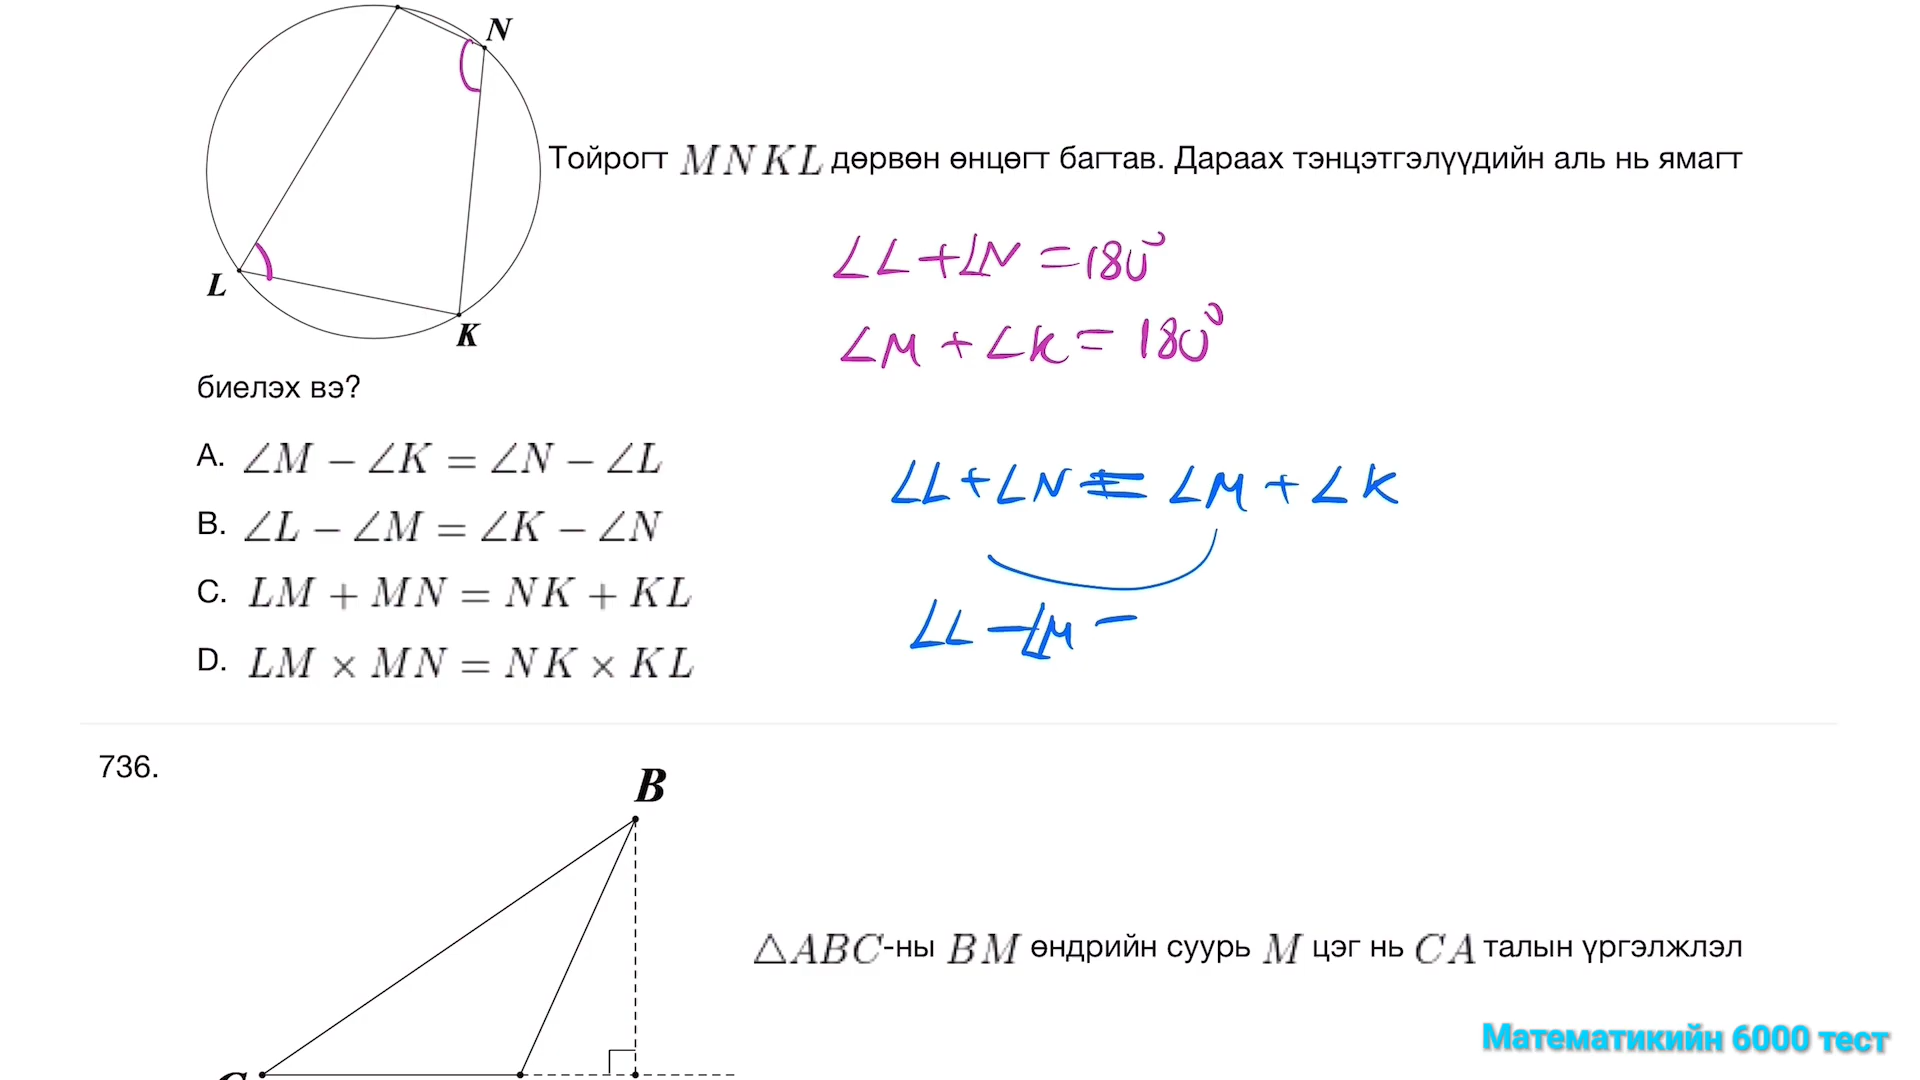 N
Тойрогт MNKL дөрвөн өнцөгт багтав. Дараах тэнцэтгэлүүдийн аль нь ямагт
∠L + ∠N = 180°
L
∠M + ∠K = 180°
K
биелэх вэ?
A. ∠M − ∠K = ∠N − ∠L
∠L + ∠N = ∠M + ∠K
B. ∠L − ∠M = ∠K − ∠N
C. LM + MN = NK + KL
∠L − ∠M =
D. LM × MN = NK × KL
736.
B
△ABC-ны BM өндрийн суурь M цэг нь CA талын үргэлжлэл
Математикийн 6000 тест